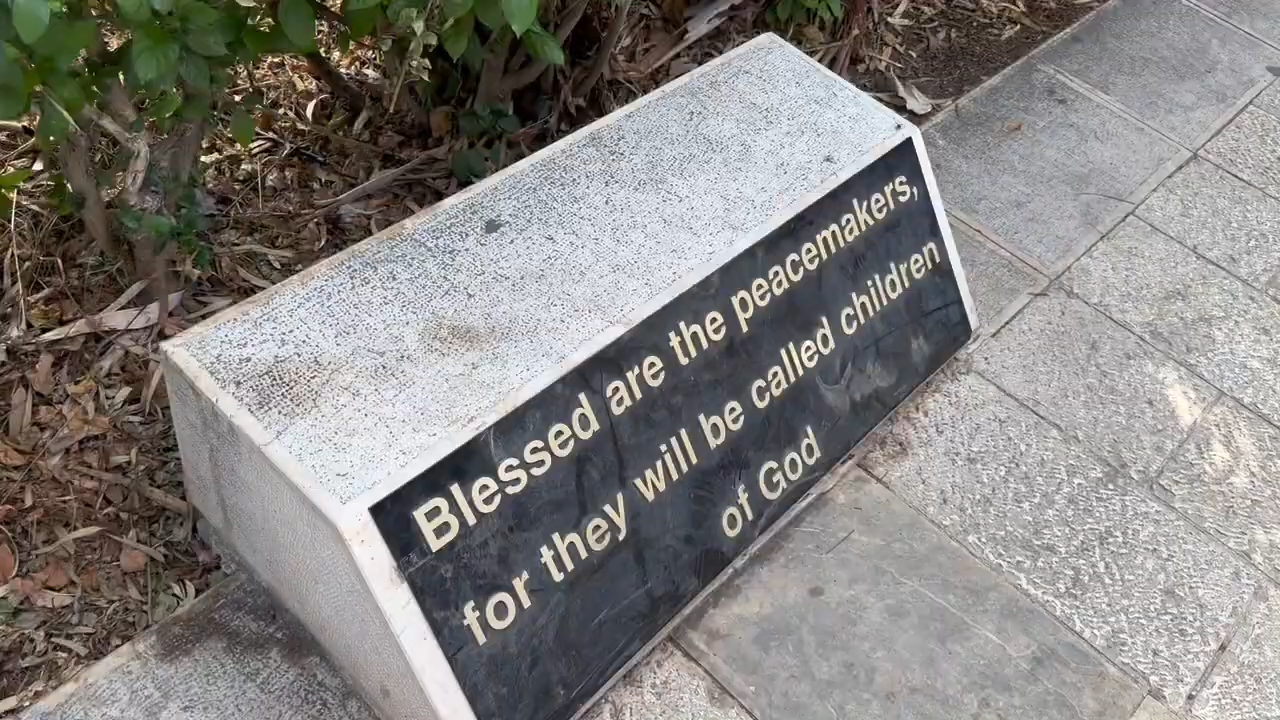 Blessed are the peacemakers,
for they will be called children
of God